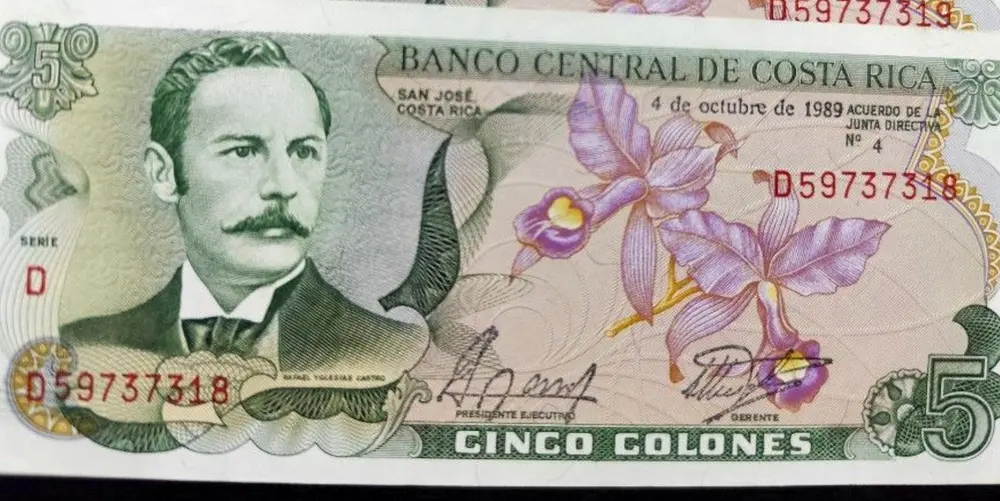 D59737319
5
BANCO CENTRAL DE COSTA RICA
SAN JOSÉ,
COSTA RICA
4 de octubre de 1989
ACUERDO DE LA
JUNTA DIRECTIVA
Nº 4
D59737318
SERIE
D
D59737318
RAFAEL YGLESIAS CASTRO
PRESIDENTE EJECUTIVO
GERENTE
CINCO COLONES
5